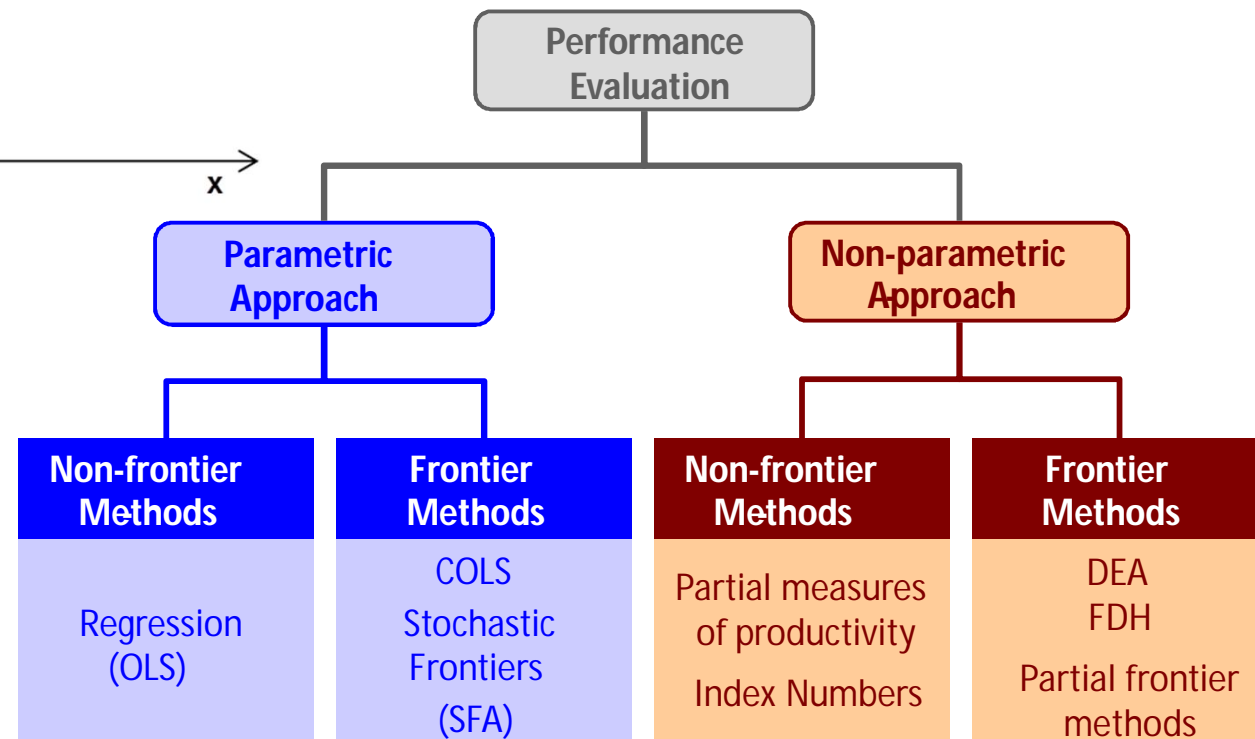 Performance
Evaluation
x
Parametric
Approach
Non-parametric
Approach
Non-frontier
Methods
Regression
(OLS)
Frontier
Methods
COLS
Stochastic
Frontiers
(SFA)
Non-frontier
Methods
Partial measures
of productivity
Index Numbers
Frontier
Methods
DEA
FDH
Partial frontier
methods